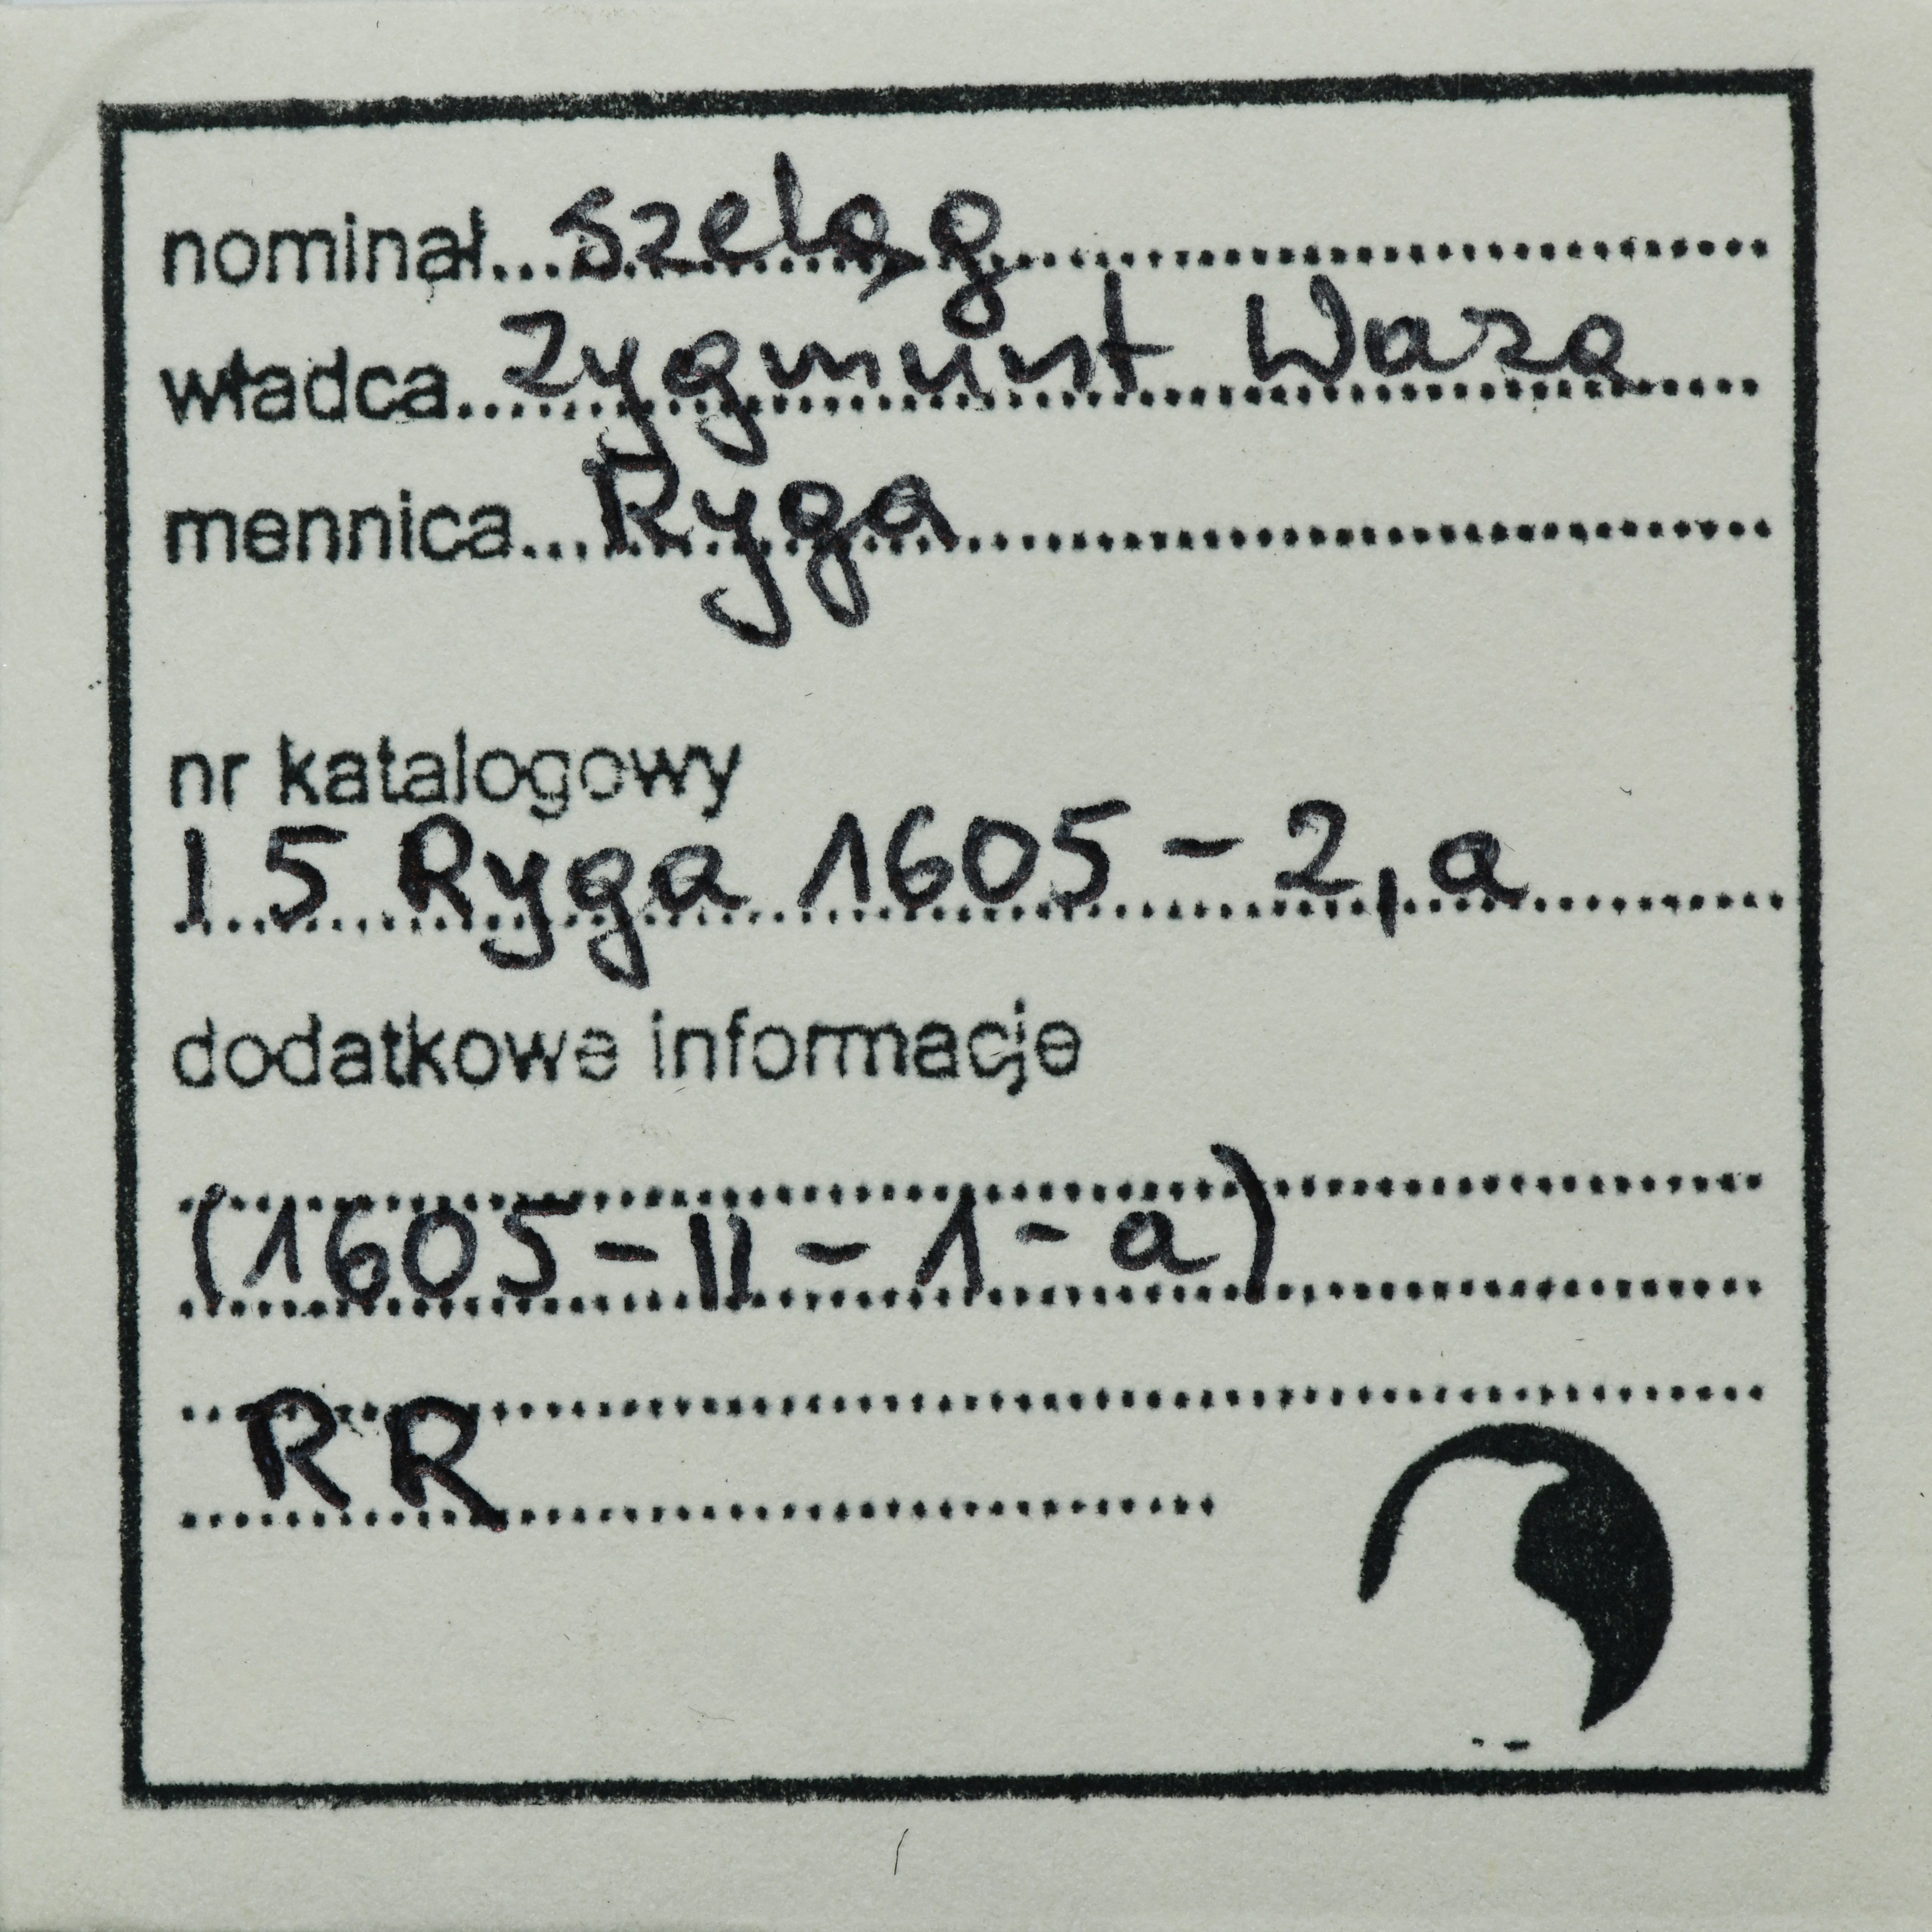 nominał...szeląg
władca...Zygmunt Waza
mennica...Ryga
nr katalogowy
I 5 Ryga 1605 - 2, a
dodatkowe informacje
(1605 - II - 1 - a)
RR